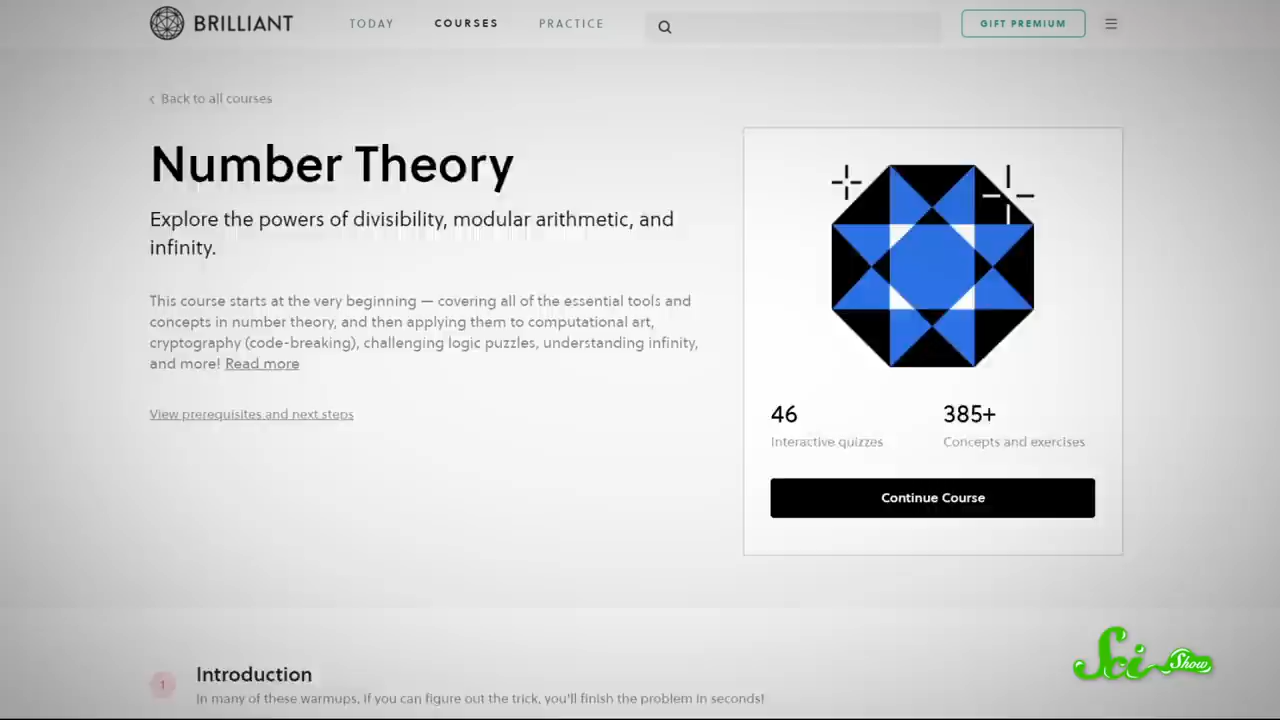 BRILLIANT
TODAY
COURSES
PRACTICE
GIFT PREMIUM
Back to all courses
Number Theory
Explore the powers of divisibility, modular arithmetic, and
infinity.
This course starts at the very beginning — covering all of the essential tools and
concepts in number theory, and then applying them to computational art,
cryptography (code-breaking), challenging logic puzzles, understanding infinity,
and more! Read more
View prerequisites and next steps
46
Interactive quizzes
385+
Concepts and exercises
Continue Course
1
Introduction
In many of these warmups, if you can figure out the trick, you'll finish the problem in seconds!
Sci Show